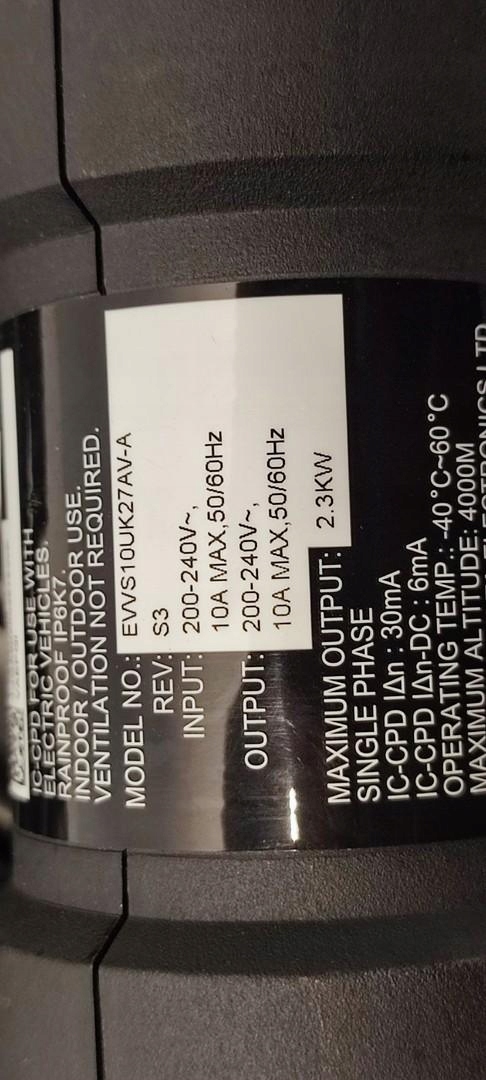 IC-CPD FOR USE WITH
ELECTRIC VEHICLES.
RAINPROOF IP6K7.
INDOOR / OUTDOOR USE.
VENTILATION NOT REQUIRED.
MODEL NO.: EVVS10UK27AV-A
REV: S3
INPUT: 200-240V~,
10A MAX,50/60Hz
OUTPUT: 200-240V~,
10A MAX,50/60Hz
MAXIMUM OUTPUT: 2.3KW
SINGLE PHASE
IC-CPD I∆n : 30mA
IC-CPD I∆n-DC : 6mA
OPERATING TEMP.: -40°C~60°C
MAXIMUM ALTITUDE: 4000M
ELECTRONICS LTD